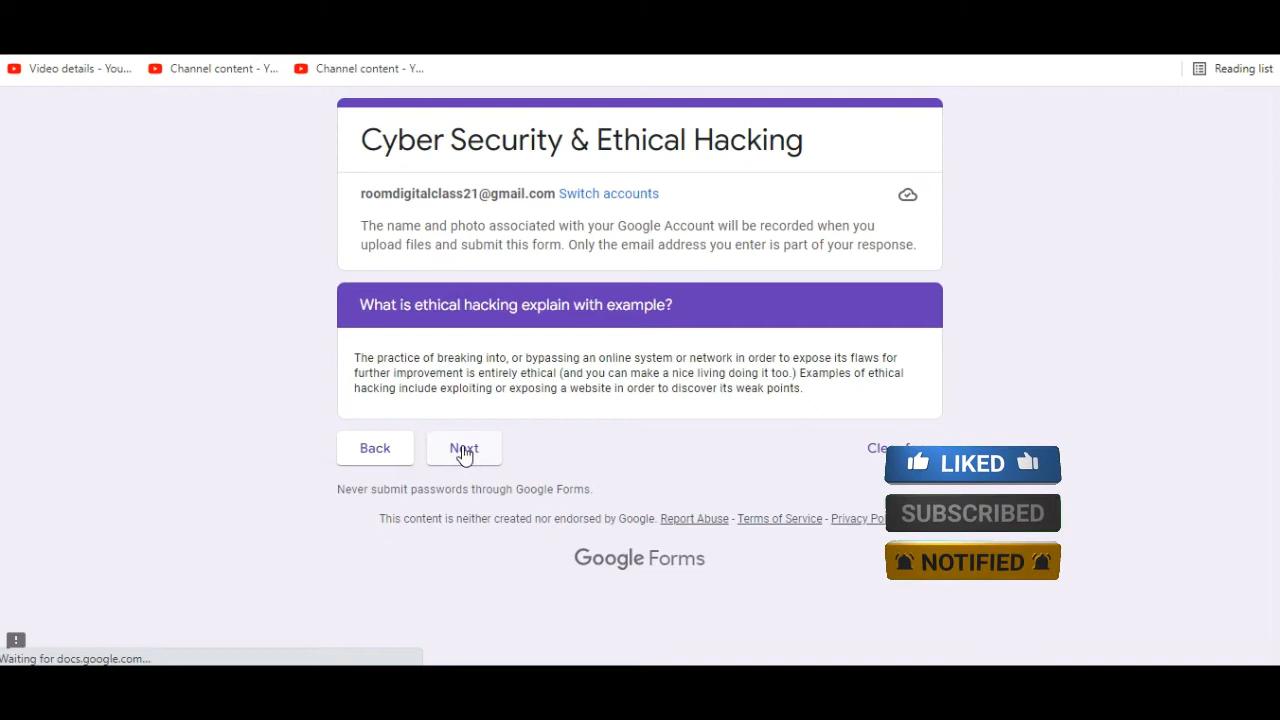 Video details - You...
Channel content - Y...
Channel content - Y...
Reading list
Cyber Security & Ethical Hacking
roomdigitalclass21@gmail.com Switch accounts
The name and photo associated with your Google Account will be recorded when you
upload files and submit this form. Only the email address you enter is part of your response.
What is ethical hacking explain with example?
The practice of breaking into, or bypassing an online system or network in order to expose its flaws for
further improvement is entirely ethical (and you can make a nice living doing it too.) Examples of ethical
hacking include exploiting or exposing a website in order to discover its weak points.
Back
Next
LIKED
Never submit passwords through Google Forms.
SUBSCRIBED
This content is neither created nor endorsed by Google. Report Abuse - Terms of Service - Privacy
Google Forms
NOTIFIED
Waiting for docs.google.com...